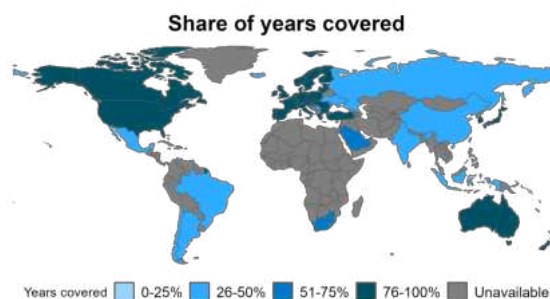 Share of years covered
Years covered 0-25% 26-50% 51-75% 76-100% Unavailable